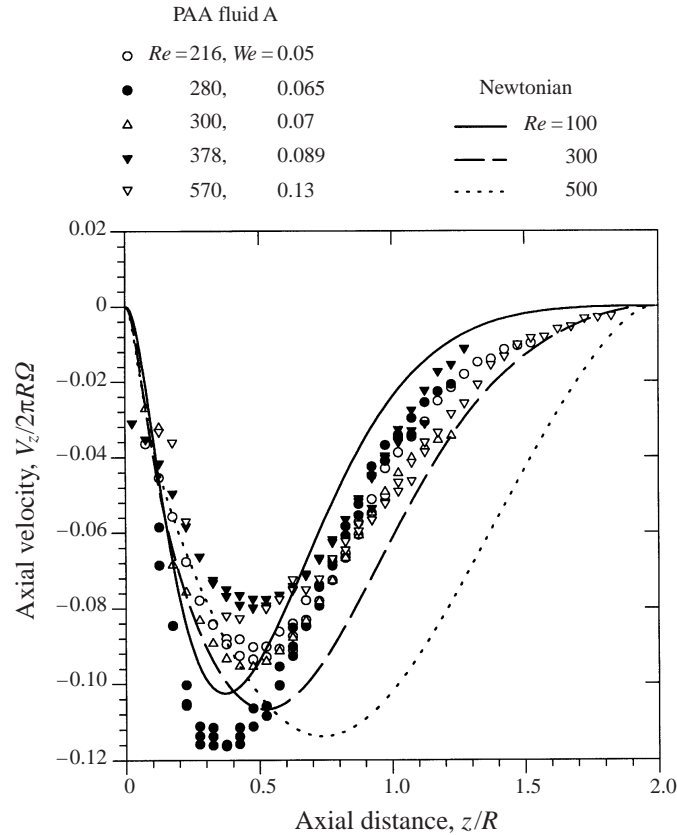 PAA fluid A
Re = 216, We = 0.05
280, 0.065
300, 0.07
378, 0.089
570, 0.13
Newtonian
Re = 100
300
500
0.02
0
−0.02
−0.04
−0.06
−0.08
−0.10
−0.12
Axial velocity, V_z/2πRΩ
0 0.5 1.0 1.5 2.0
Axial distance, z/R